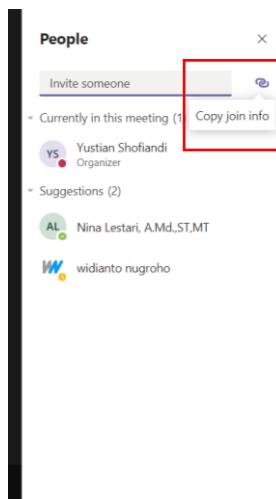 People
Invite someone
Currently in this meeting (1
Copy join info
YS
Yustian Shofiandi
Organizer
Suggestions (2)
AL
Nina Lestari, A.Md.,ST,MT
widianto nugroho